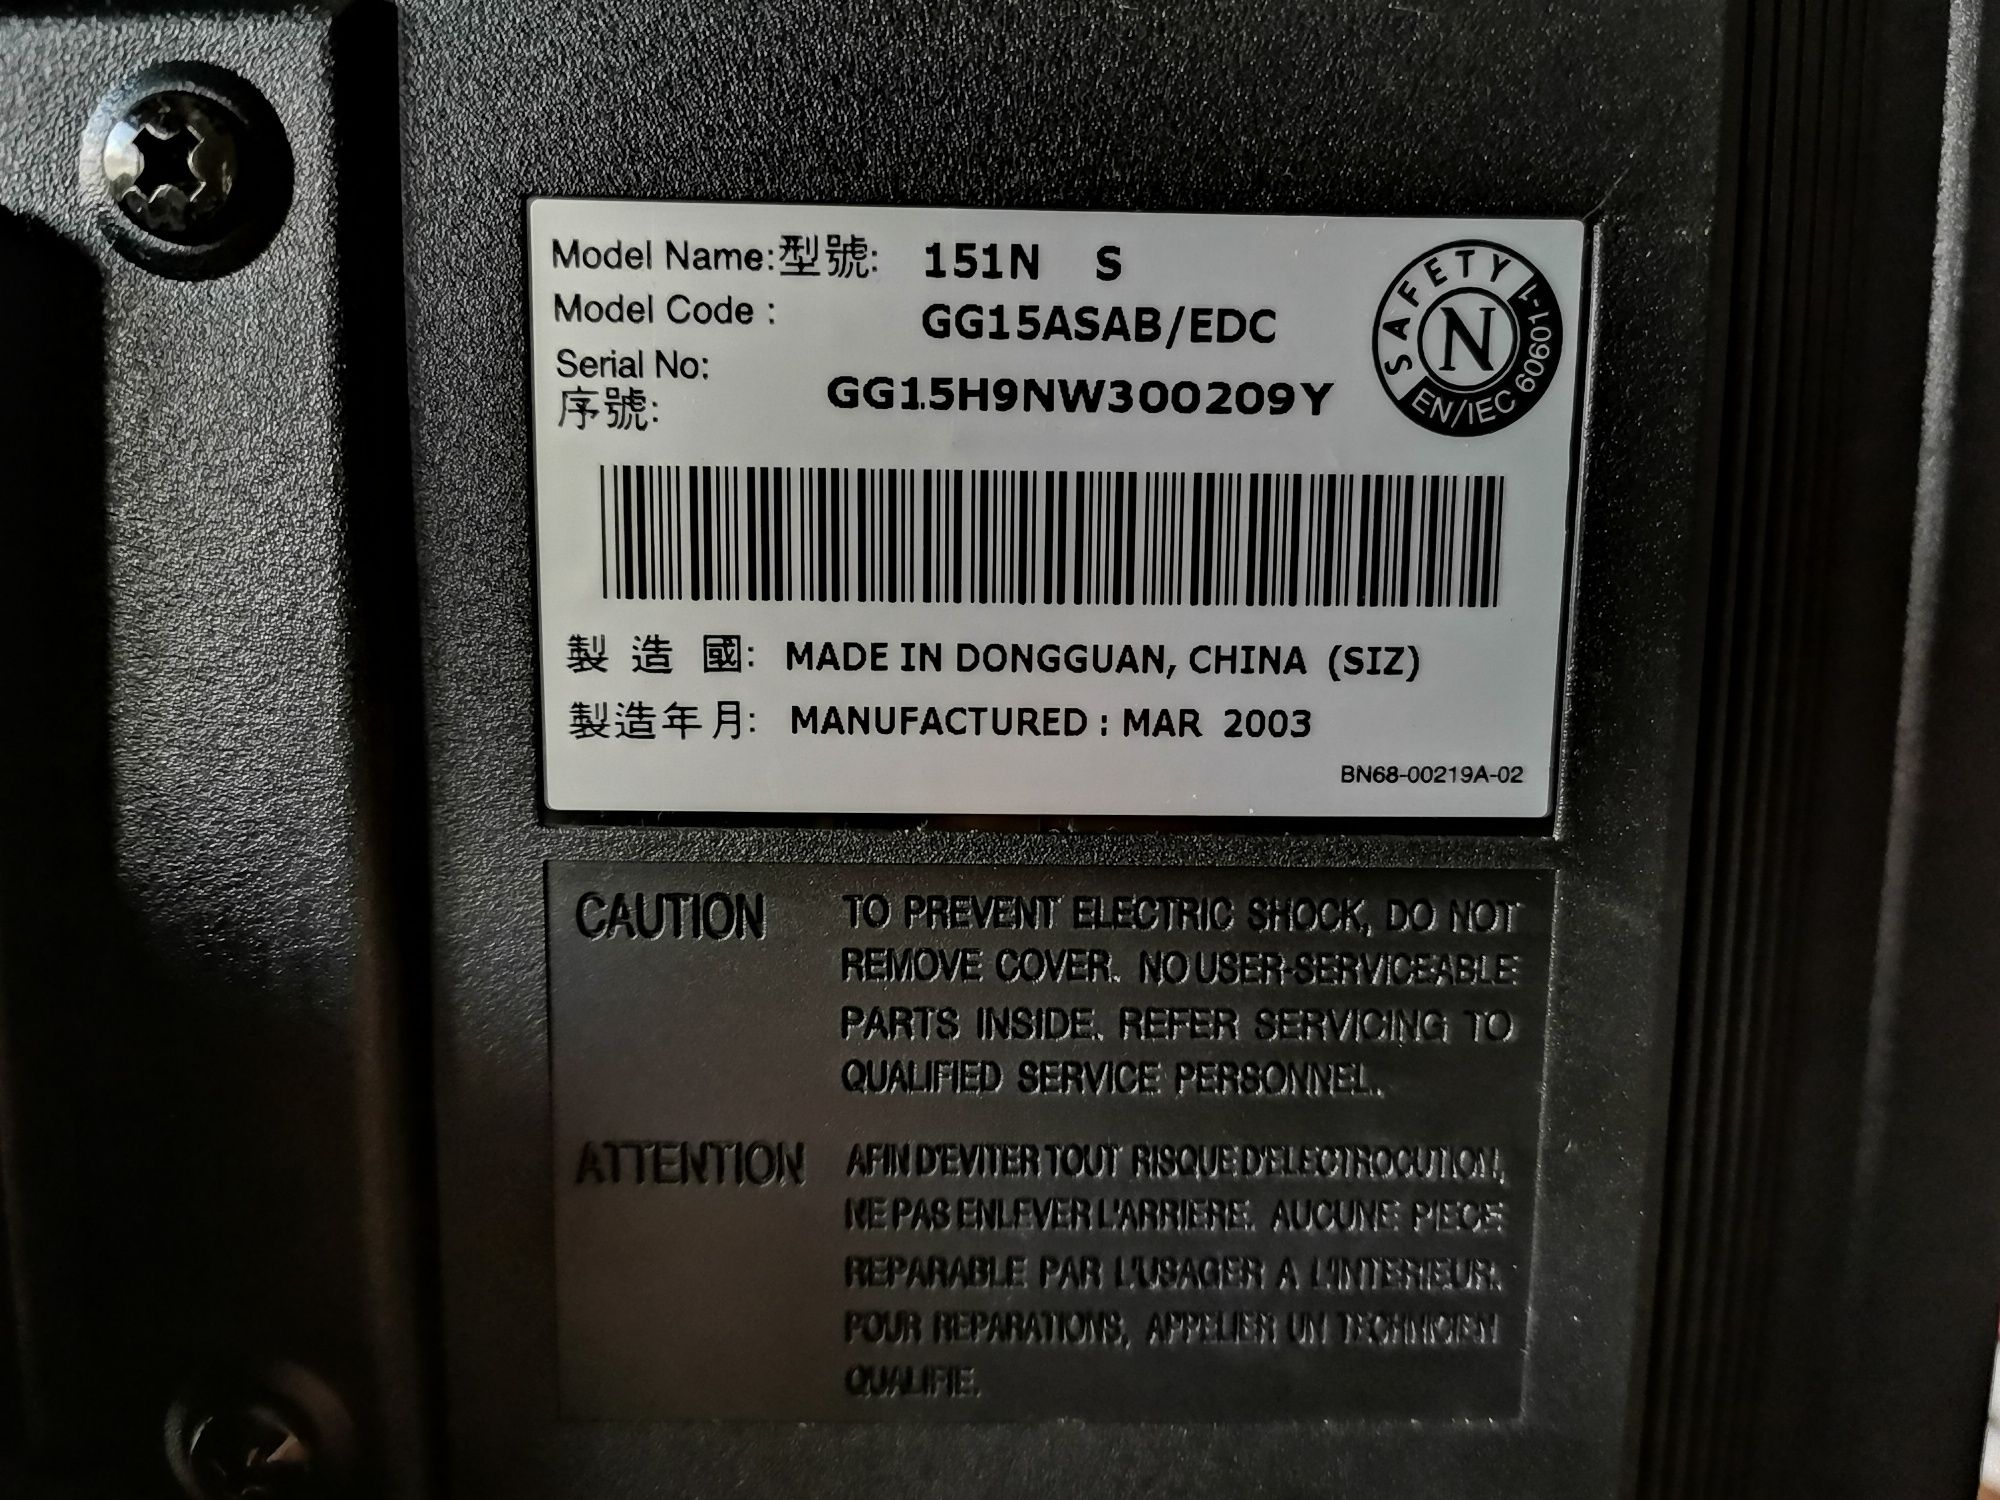 Model Name:型號: 151N S
Model Code : GG15ASAB/EDC
Serial No:
序號: GG15H9NW300209Y
SAFETY N EN/IEC 60601-1
製 造 國: MADE IN DONGGUAN, CHINA (SIZ)
製造年月: MANUFACTURED : MAR 2003
BN68-00219A-02
CAUTION TO PREVENT ELECTRIC SHOCK, DO NOT
REMOVE COVER. NO USER-SERVICEABLE
PARTS INSIDE. REFER SERVICING TO
QUALIFIED SERVICE PERSONNEL.
ATTENTION AFIN D'EVITER TOUT RISQUE D'ELECTROCUTION,
NE PAS ENLEVER L'ARRIERE. AUCUNE PIECE
REPARABLE PAR L'USAGER A L'INTERIEUR.
POUR REPARATIONS, APPELIER UN TECHNICIEN
QUALIFIE.